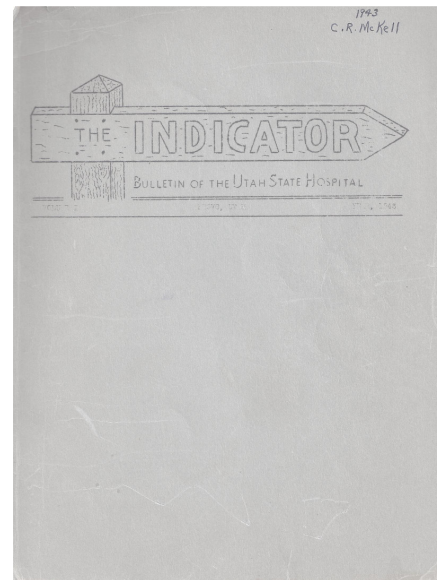 1943
C.R. McKell
THE INDICATOR
BULLETIN OF THE UTAH STATE HOSPITAL